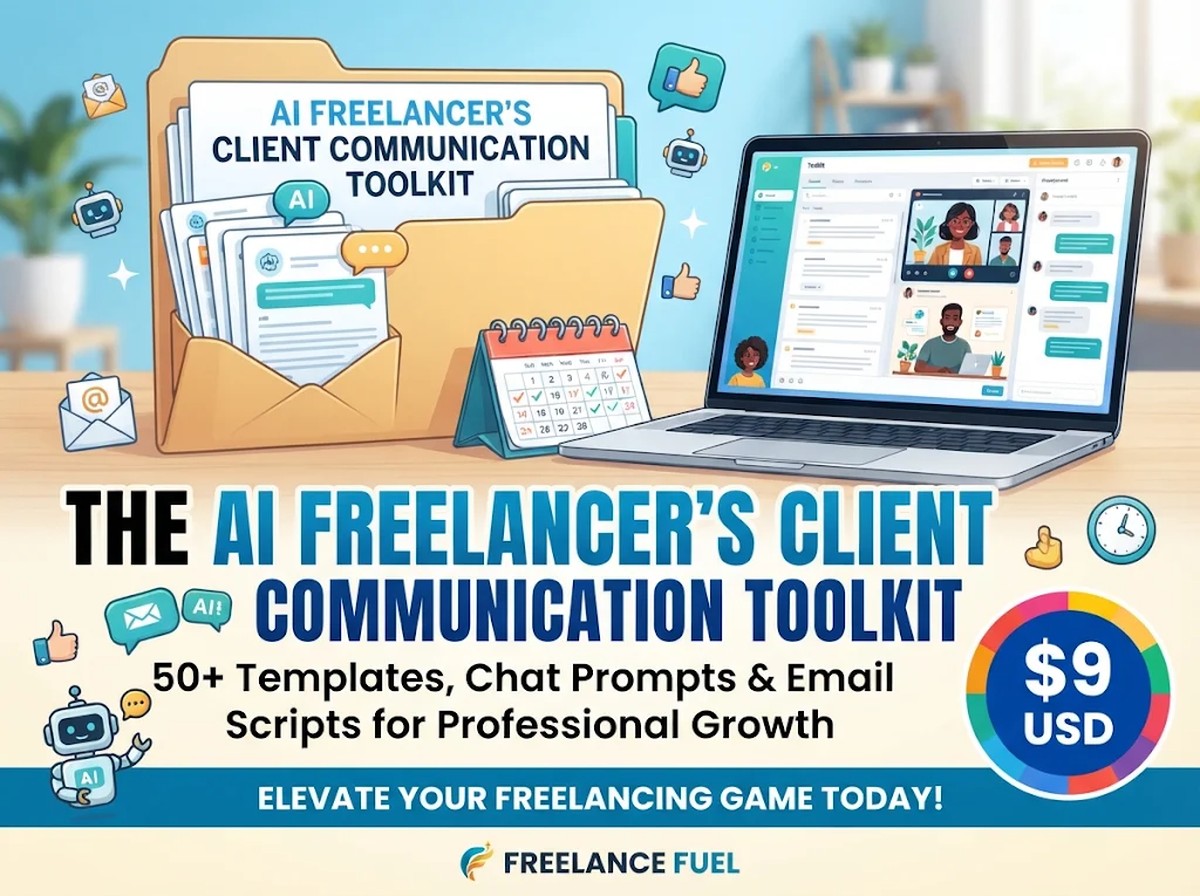 AI FREELANCER'S
CLIENT COMMUNICATION
TOOLKIT
AI
@
THE AI FREELANCER'S CLIENT
COMMUNICATION TOOLKIT
AI!
50+ Templates, Chat Prompts & Email
Scripts for Professional Growth
$9
USD
AI
ELEVATE YOUR FREELANCING GAME TODAY!
FREELANCE FUEL